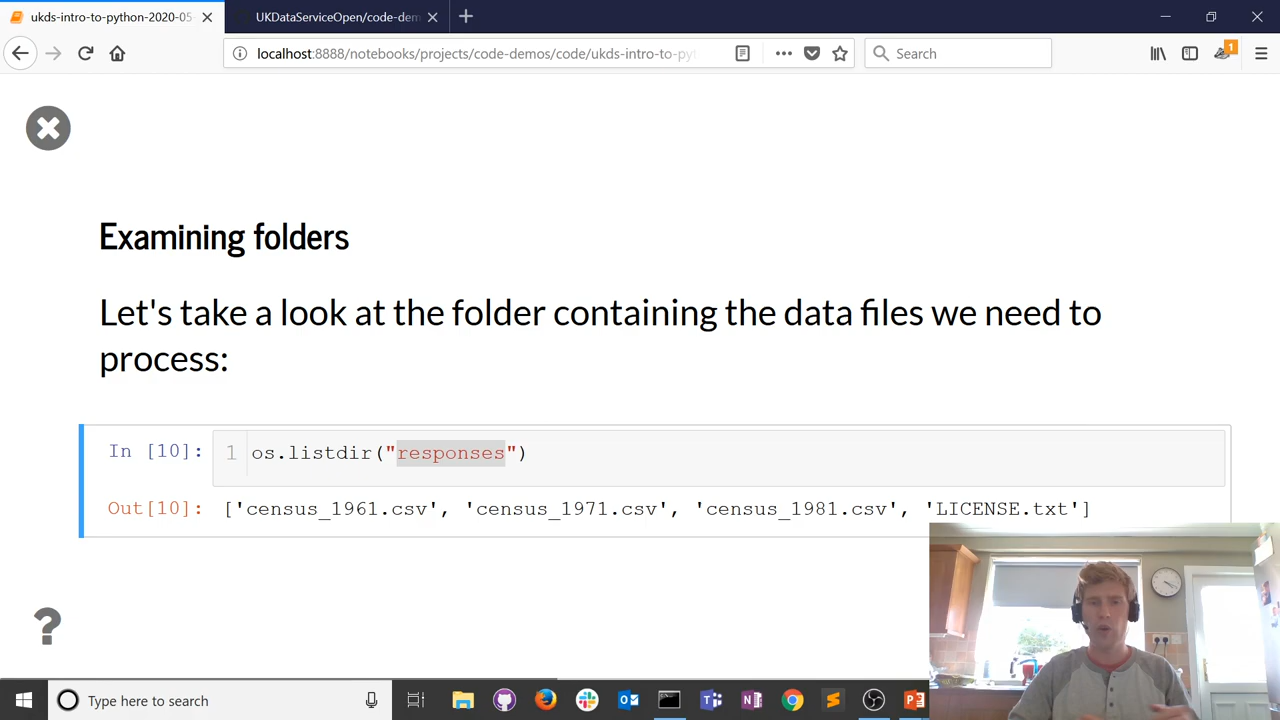 ukds-intro-to-python-2020-05-
UKDataServiceOpen/code-dem
localhost:8888/notebooks/projects/code-demos/code/ukds-intro-to-py
Search
1
Examining folders
Let's take a look at the folder containing the data files we need to
process:
In [10]:
1 os.listdir("responses")
Out[10]:
['census_1961.csv', 'census_1971.csv', 'census_1981.csv', 'LICENSE.txt']
?
Type here to search